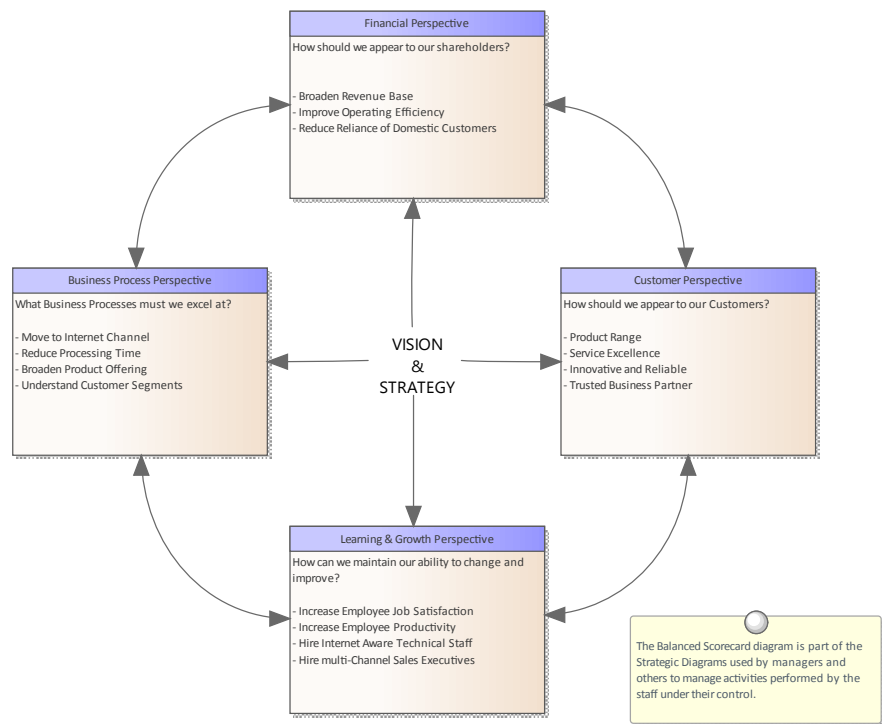 Financial Perspective
How should we appear to our shareholders?
- Broaden Revenue Base
- Improve Operating Efficiency
- Reduce Reliance of Domestic Customers
Business Process Perspective
What Business Processes must we excel at?
- Move to Internet Channel
- Reduce Processing Time
- Broaden Product Offering
- Understand Customer Segments
VISION
&
STRATEGY
Customer Perspective
How should we appear to our Customers?
- Product Range
- Service Excellence
- Innovative and Reliable
- Trusted Business Partner
Learning & Growth Perspective
How can we maintain our ability to change and
improve?
- Increase Employee Job Satisfaction
- Increase Employee Productivity
- Hire Internet Aware Technical Staff
- Hire multi-Channel Sales Executives
The Balanced Scorecard diagram is part of the
Strategic Diagrams used by managers and
others to manage activities performed by the
staff under their control.